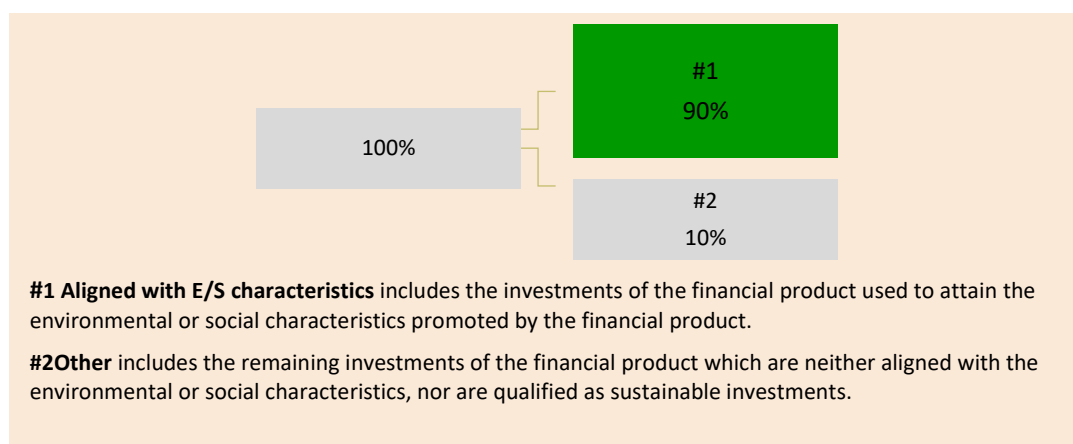 #1
90%
100%
#2
10%
#1 Aligned with E/S characteristics includes the investments of the financial product used to attain the
environmental or social characteristics promoted by the financial product.
#2Other includes the remaining investments of the financial product which are neither aligned with the
environmental or social characteristics, nor are qualified as sustainable investments.